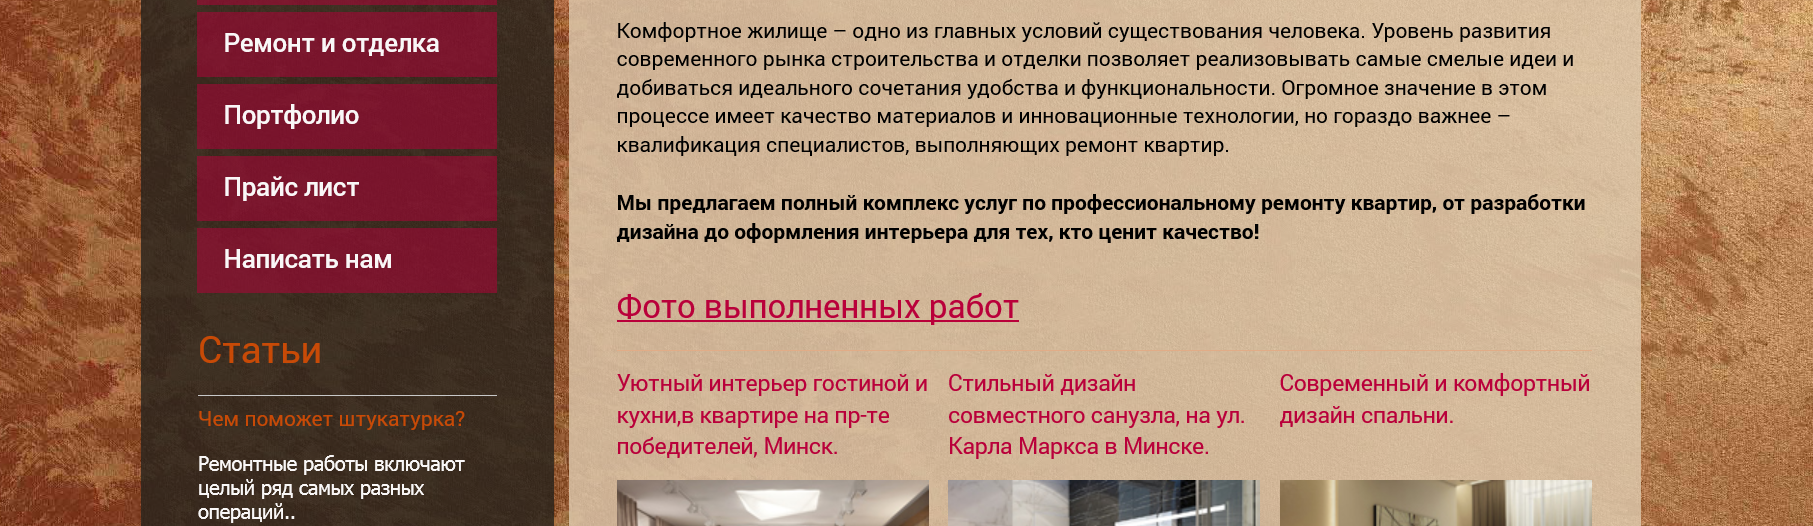 Ремонт и отделка
Портфолио
Прайс лист
Написать нам
Статьи
Чем поможет штукатурка?
Ремонтные работы включают
целый ряд самых разных
операций..
Комфортное жилище – одно из главных условий существования человека. Уровень развития
современного рынка строительства и отделки позволяет реализовывать самые смелые идеи и
добиваться идеального сочетания удобства и функциональности. Огромное значение в этом
процессе имеет качество материалов и инновационные технологии, но гораздо важнее –
квалификация специалистов, выполняющих ремонт квартир.
Мы предлагаем полный комплекс услуг по профессиональному ремонту квартир, от разработки
дизайна до оформления интерьера для тех, кто ценит качество!
Фото выполненных работ
Уютный интерьер гостиной и
кухни,в квартире на пр-те
победителей, Минск.
Стильный дизайн
совместного санузла, на ул.
Карла Маркса в Минске.
Современный и комфортный
дизайн спальни.